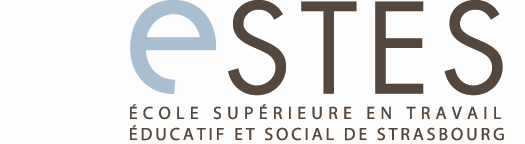 eSTES
ÉCOLE SUPÉRIEURE EN TRAVAIL
ÉDUCATIF ET SOCIAL DE STRASBOURG